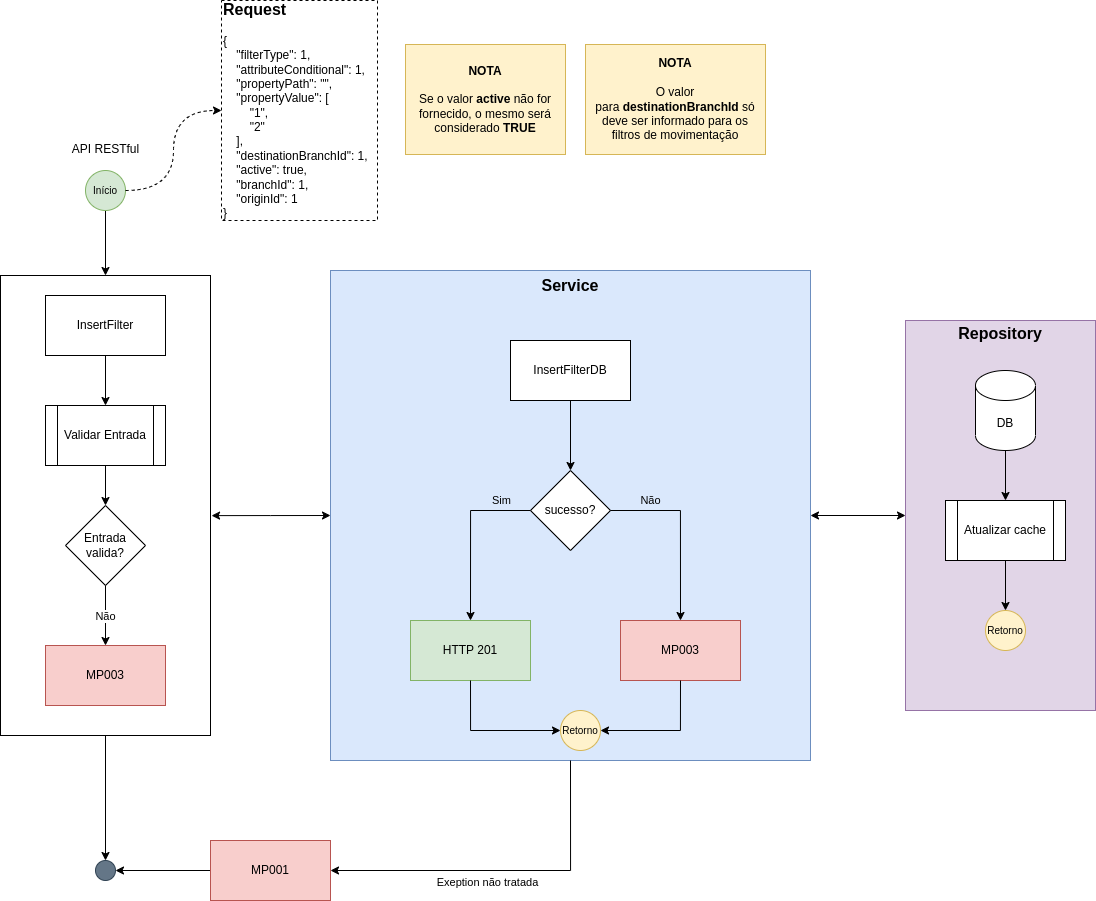 Request
{
    "filterType": 1,
    "attributeConditional": 1,
    "propertyPath": "",
    "propertyValue": [
        "1",
        "2"
    ],
    "destinationBranchId": 1,
    "active": true,
    "branchId": 1,
    "originId": 1
}
NOTA
Se o valor active não for
fornecido, o mesmo será
considerado TRUE
NOTA
O valor
para destinationBranchId só
deve ser informado para os
filtros de movimentação
API RESTful
Início
InsertFilter
Validar Entrada
Entrada
valida?
Não
MP003
Service
InsertFilterDB
sucesso?
Sim
Não
HTTP 201
MP003
Retorno
Repository
DB
Atualizar cache
Retorno
MP001
Exeption não tratada